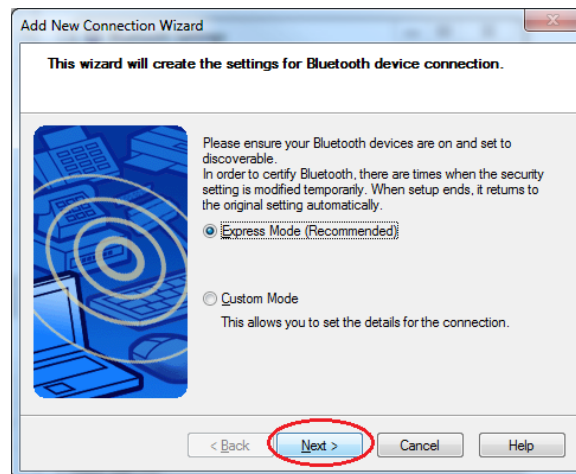 Add New Connection Wizard
This wizard will create the settings for Bluetooth device connection.
Please ensure your Bluetooth devices are on and set to
discoverable.
In order to certify Bluetooth, there are times when the security
setting is modified temporarily. When setup ends, it returns to
the original setting automatically.
Express Mode (Recommended)
Custom Mode
This allows you to set the details for the connection.
< Back Next > Cancel Help